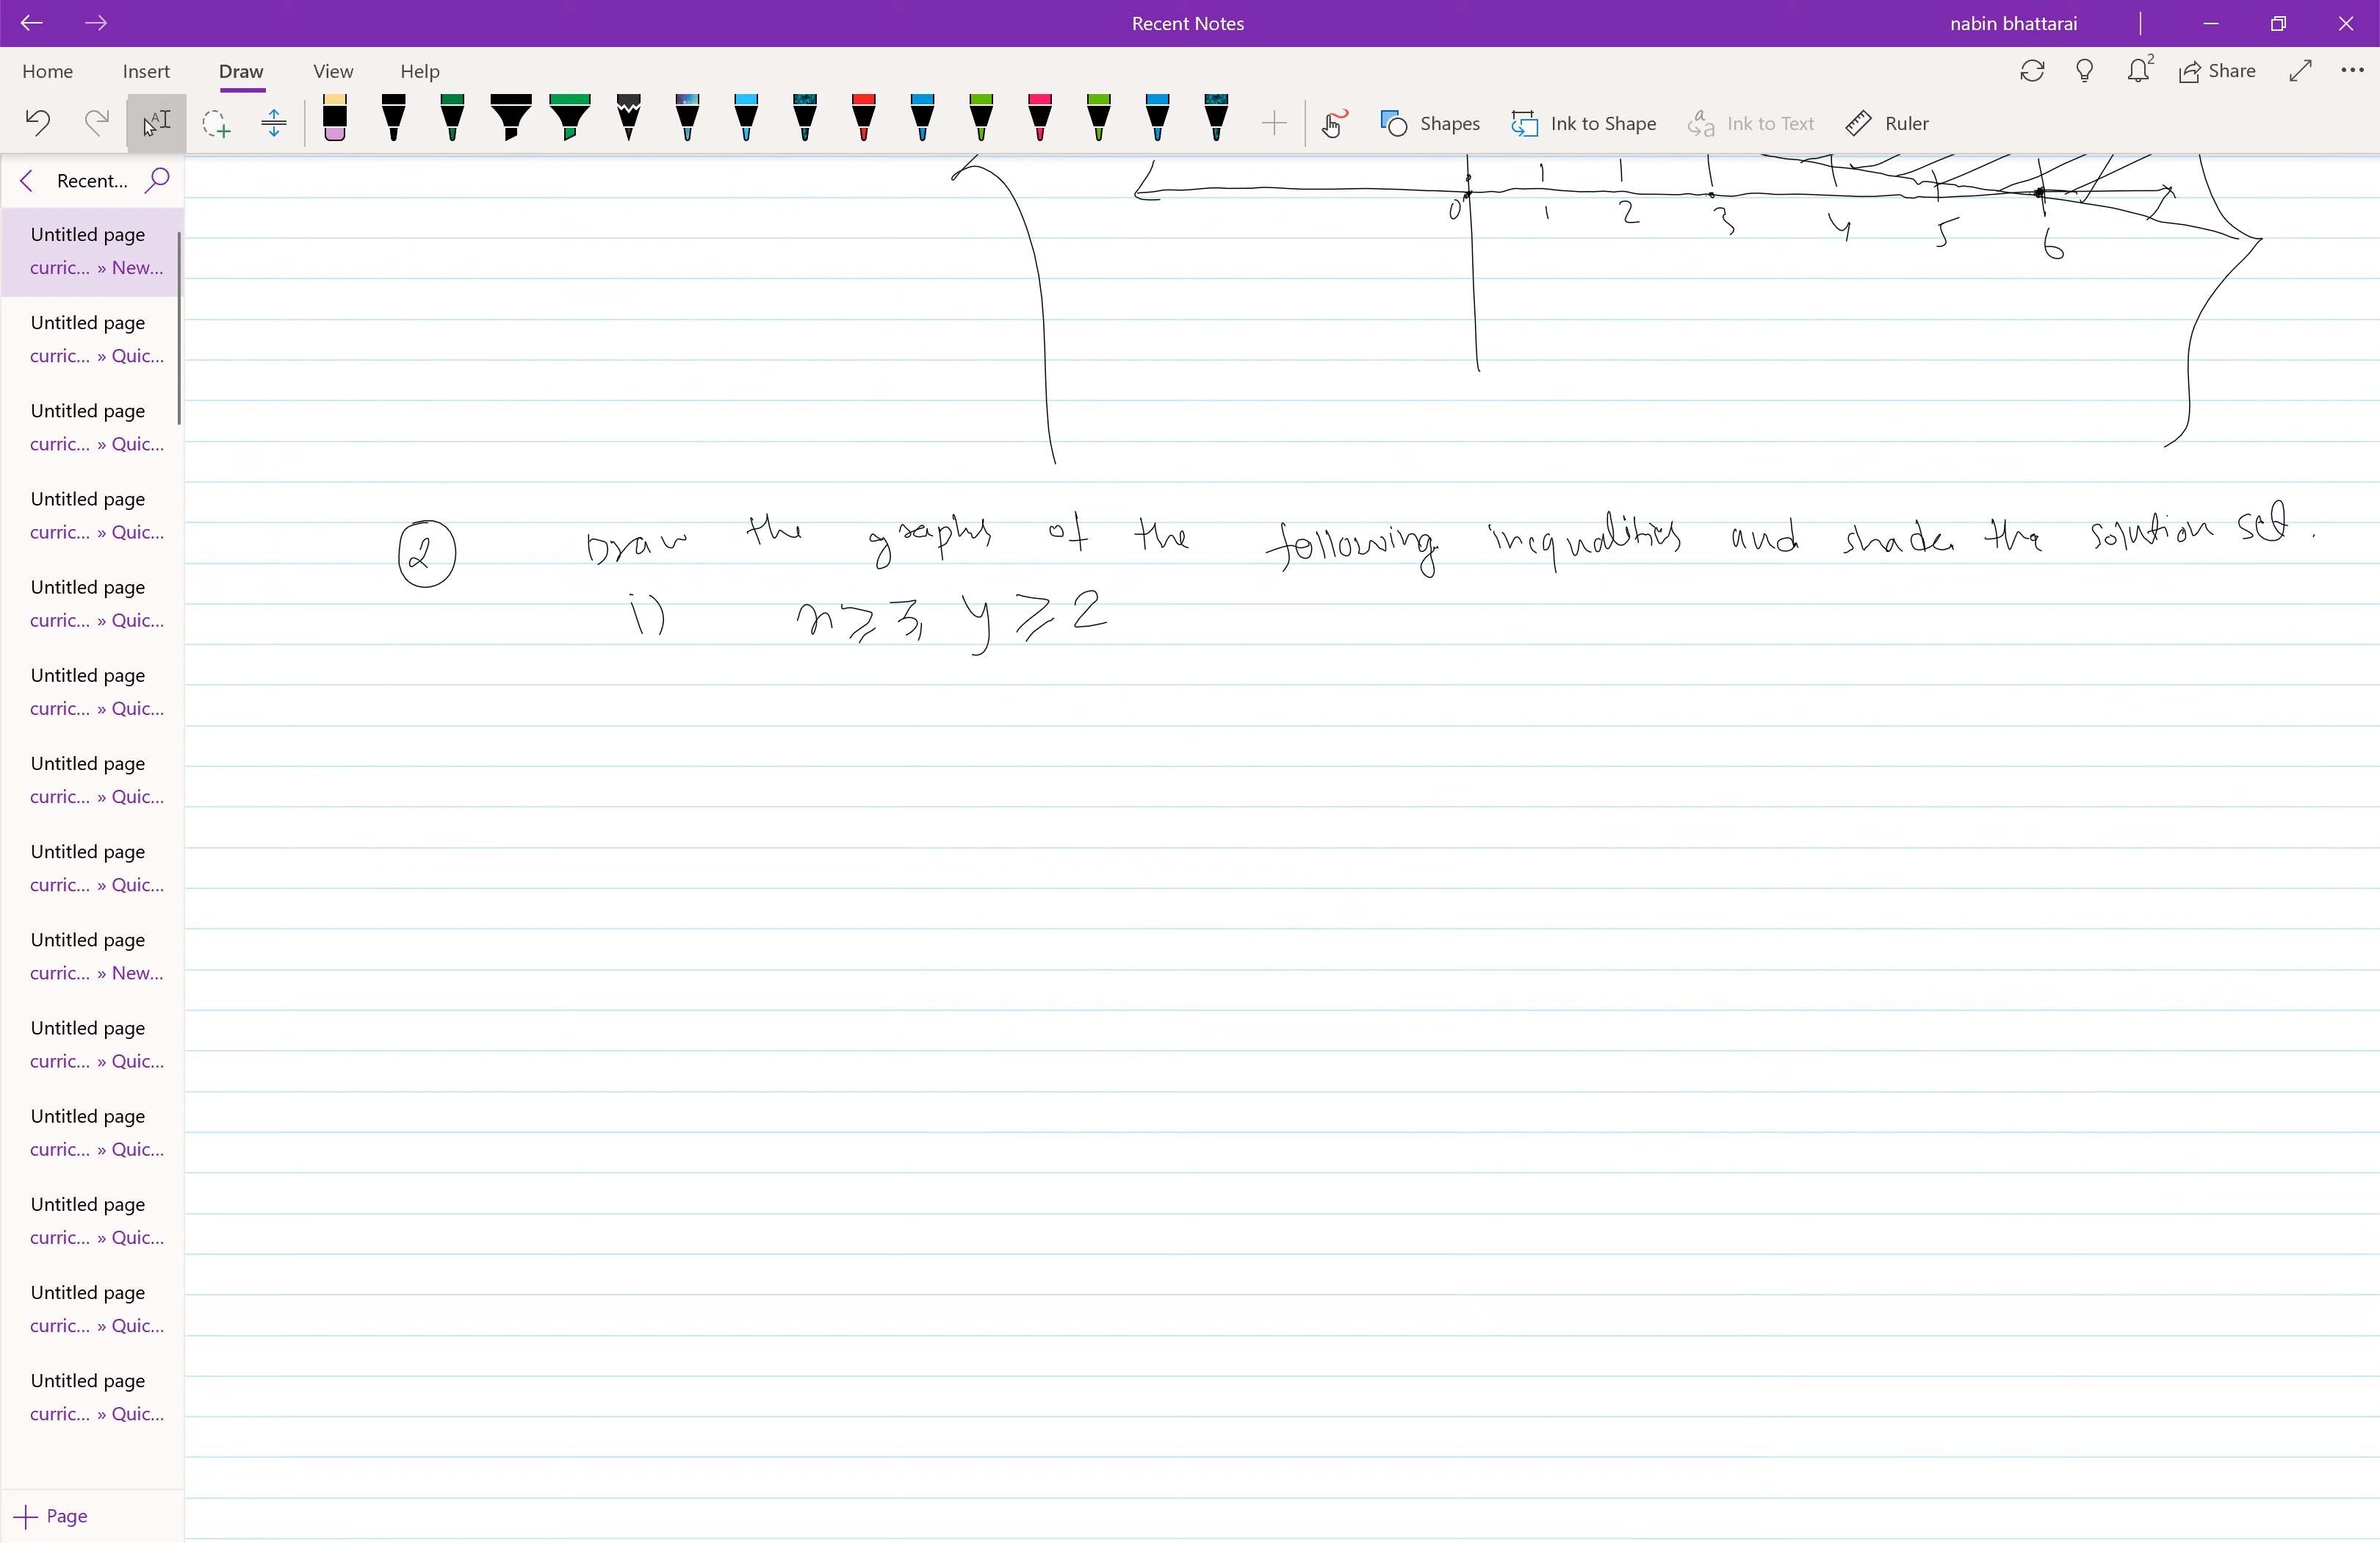 Recent Notes
nabin bhattarai
Home Insert Draw View Help
2 Share
Shapes Ink to Shape Ink to Text Ruler
Recent...
Untitled page
curric... » New...
Untitled page
curric... » Quic...
Untitled page
curric... » Quic...
Untitled page
curric... » Quic...
Untitled page
curric... » Quic...
Untitled page
curric... » Quic...
Untitled page
curric... » Quic...
Untitled page
curric... » Quic...
Untitled page
curric... » New...
Untitled page
curric... » Quic...
Untitled page
curric... » Quic...
Untitled page
curric... » Quic...
Untitled page
curric... » Quic...
Untitled page
curric... » Quic...
Page
0 1 2 3 4 5 6
2 Draw the graphs of the following inequalities and shade the solution set.
i) x ≥ 3, y ≥ 2